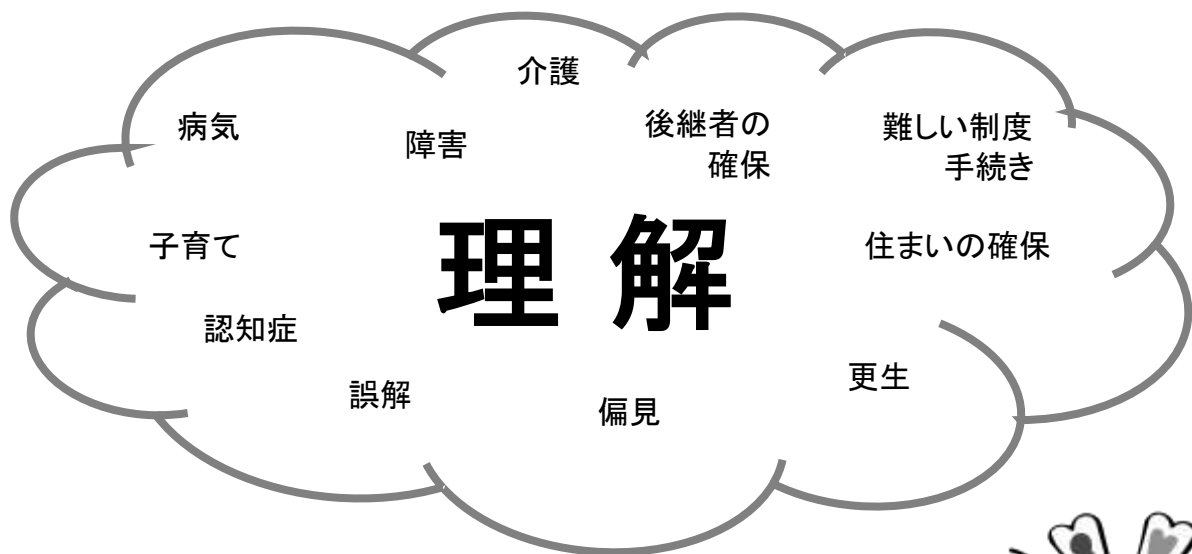 介護
病気
障害
後継者の
確保
難しい制度
手続き
理解
子育て
住まいの確保
認知症
更生
誤解
偏見